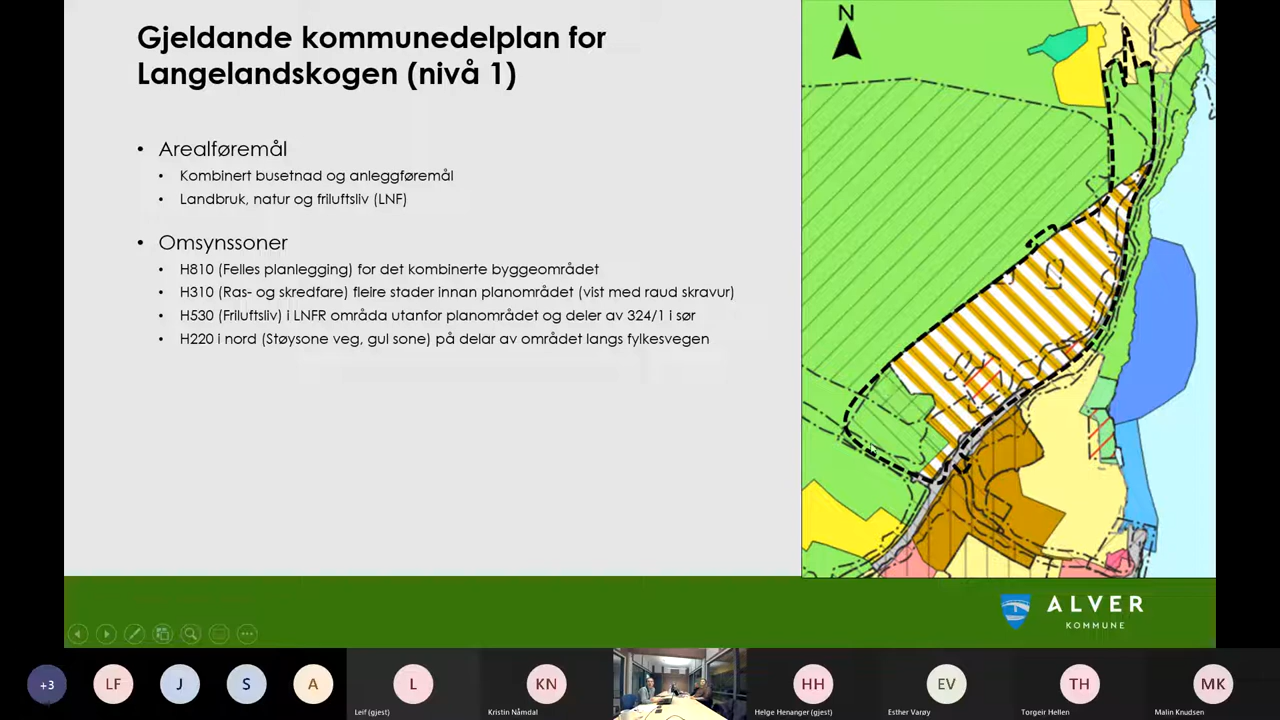 Gjeldande kommunedelplan for
Langelandskogen (nivå 1)
• Arealføremål
• Kombinert busetnad og anleggføremål
• Landbruk, natur og friluftsliv (LNF)
• Omsynssoner
• H810 (Felles planlegging) for det kombinerte byggeområdet
• H310 (Ras- og skredfare) fleire stader innan planområdet (vist med raud skravur)
• H530 (Friluftsliv) i LNFR områda utanfor planområdet og deler av 324/1 i sør
• H220 i nord (Støysone veg, gul sone) på delar av området langs fylkesvegen
N
ALVER
KOMMUNE
+3
LF
J
S
A
L
Leif (gjest)
KN
Kristin Nåmdal
HH
Helge Henanger (gjest)
EV
Esther Varøy
TH
Torgeir Hellen
MK
Malin Knudsen